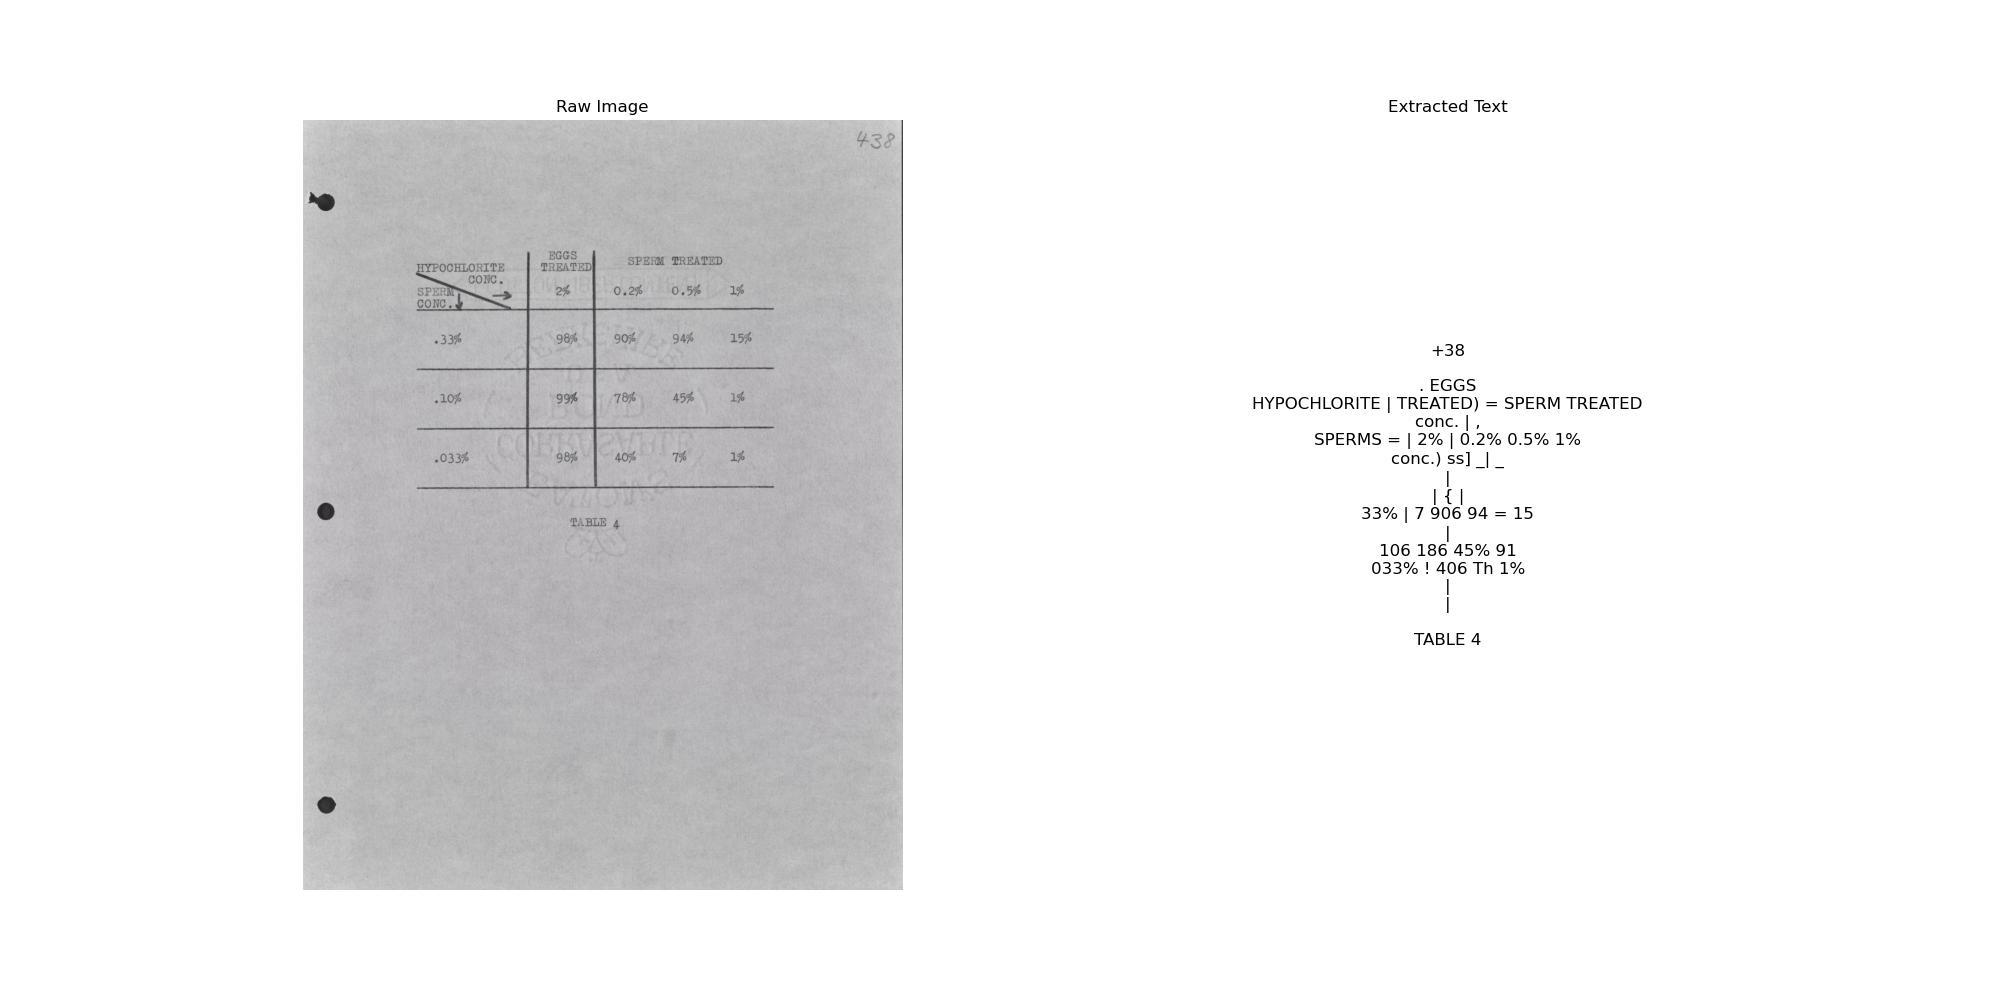 Raw Image
438
EGGS
HYPOCHLORITE TREATED SPERM TREATED
CONC.
SPERM 2% 0.2% 0.5% 1%
CONC.
.33% 98% 90% 94% 15%
.10% 99% 78% 45% 1%
.033% 98% 40% 7% 1%
TABLE 4
Extracted Text
+38
. EGGS
HYPOCHLORITE | TREATED) = SPERM TREATED
conc. | ,
SPERMS = | 2% | 0.2% 0.5% 1%
conc.) ss] _| _
|
| { |
33% | 7 906 94 = 15
|
106 186 45% 91
033% ! 406 Th 1%
|
|
TABLE 4